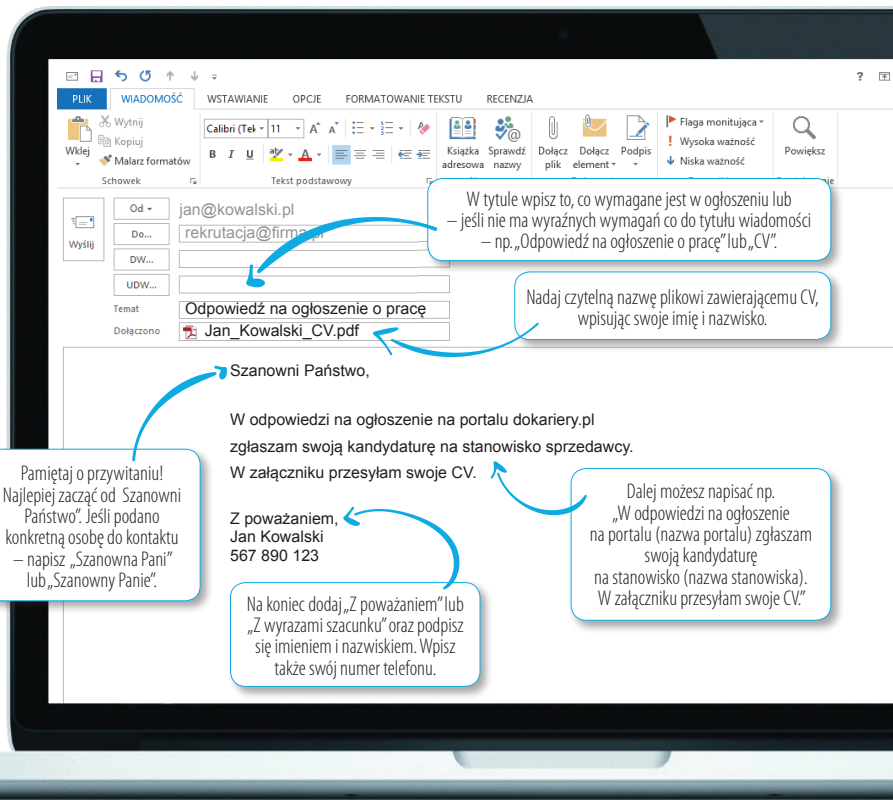 ?
PLIK WIADOMOŚĆ WSTAWIANIE OPCJE FORMATOWANIE TEKSTU RECENZJA
Wklej
Wytnij
Kopiuj
Malarz formatów
Schowek
Calibri (Tek 11 A A
B I U aby A
Tekst podstawowy
Książka adresowa
Sprawdź nazwy
Dołącz plik
Dołącz element
Podpis
Flaga monitująca
Wysoka ważność
Niska ważność
Powiększ
Wyślij
Od jan@kowalski.pl
Do... rekrutacja@firma.pl
DW...
UDW...
Temat Odpowiedź na ogłoszenie o pracę
Dołączono Jan_Kowalski_CV.pdf
W tytule wpisz to, co wymagane jest w ogłoszeniu lub
– jeśli nie ma wyraźnych wymagań co do tytułu wiadomości
– np. „Odpowiedź na ogłoszenie o pracę” lub „CV”.
Nadaj czytelną nazwę plikowi zawierającemu CV,
wpisując swoje imię i nazwisko.
Szanowni Państwo,
W odpowiedzi na ogłoszenie na portalu dokariery.pl
zgłaszam swoją kandydaturę na stanowisko sprzedawcy.
W załączniku przesyłam swoje CV.
Z poważaniem,
Jan Kowalski
567 890 123
Pamiętaj o przywitaniu!
Najlepiej zacząć od Szanowni
Państwo”. Jeśli podano
konkretną osobę do kontaktu
– napisz „Szanowna Pani”
lub „Szanowny Panie”.
Dalej możesz napisać np.
„W odpowiedzi na ogłoszenie
na portalu (nazwa portalu) zgłaszam
swoją kandydaturę
na stanowisko (nazwa stanowiska).
W załączniku przesyłam swoje CV.”
Na koniec dodaj „Z poważaniem” lub
„Z wyrazami szacunku” oraz podpisz
się imieniem i nazwiskiem. Wpisz
także swój numer telefonu.